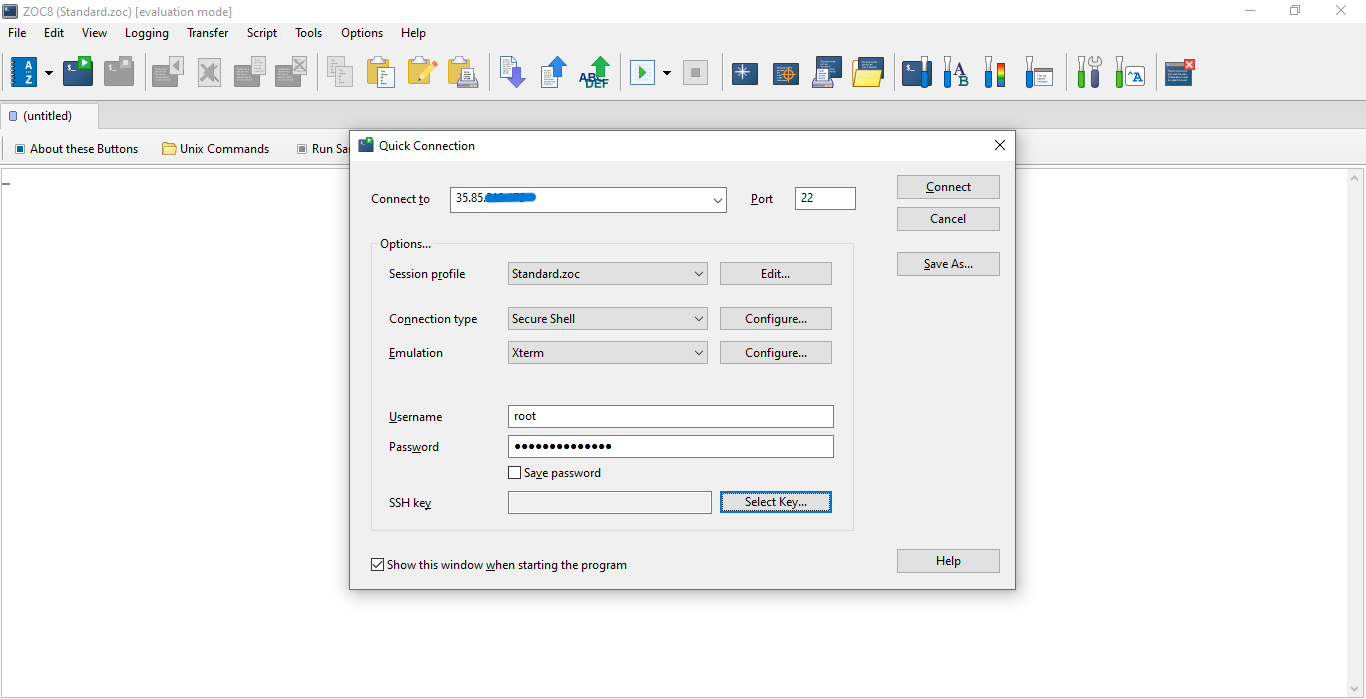 ZOC8 (Standard.zoc) [evaluation mode]
File Edit View Logging Transfer Script Tools Options Help
(untitled)
About these Buttons Unix Commands Run Sa
Quick Connection
Connect to 35.85. Port 22 Connect
Cancel
Options...
Save As...
Session profile Standard.zoc Edit...
Connection type Secure Shell Configure...
Emulation Xterm Configure...
Username root
Password ●●●●●●●●●●●●●●
Save password
SSH key Select Key...
Show this window when starting the program
Help